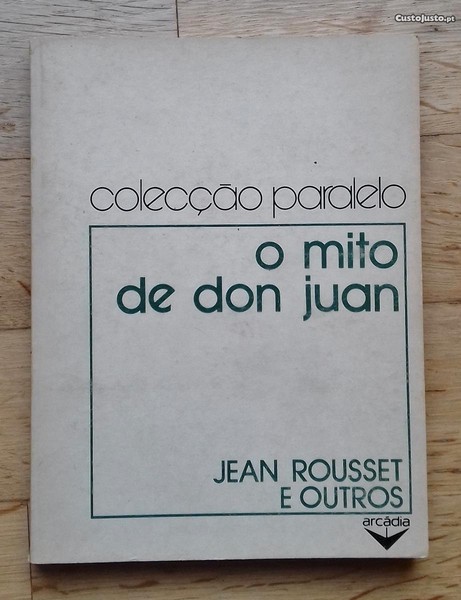 CustoJusto.pt
colecção paralelo
o mito
de don juan
JEAN ROUSSET
E OUTROS
arcádia